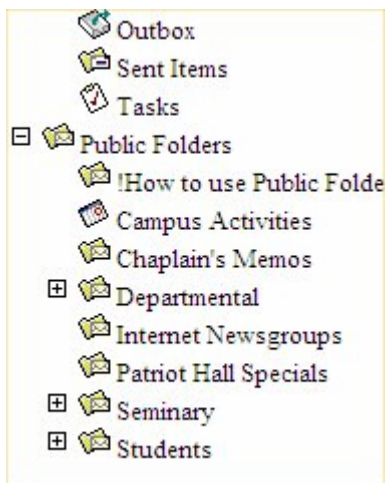 Outbox
Sent Items
Tasks
Public Folders
!How to use Public Folde
Campus Activities
Chaplain's Memos
Departmental
Internet Newsgroups
Patriot Hall Specials
Seminary
Students